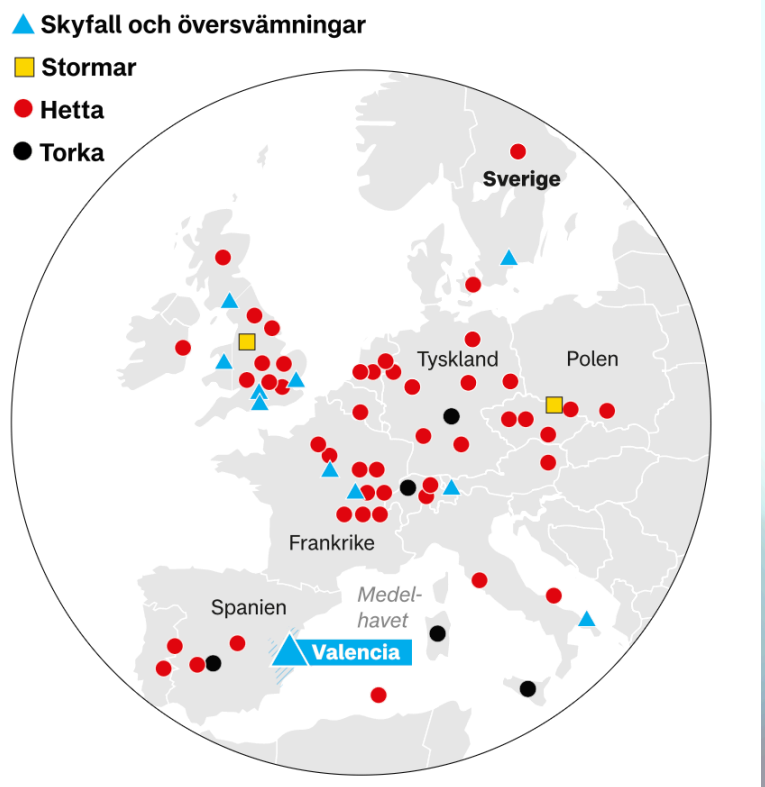 Skyfall och översvämningar
Stormar
Hetta
Torka
Sverige
Tyskland
Polen
Frankrike
Medel-
havet
Spanien
Valencia